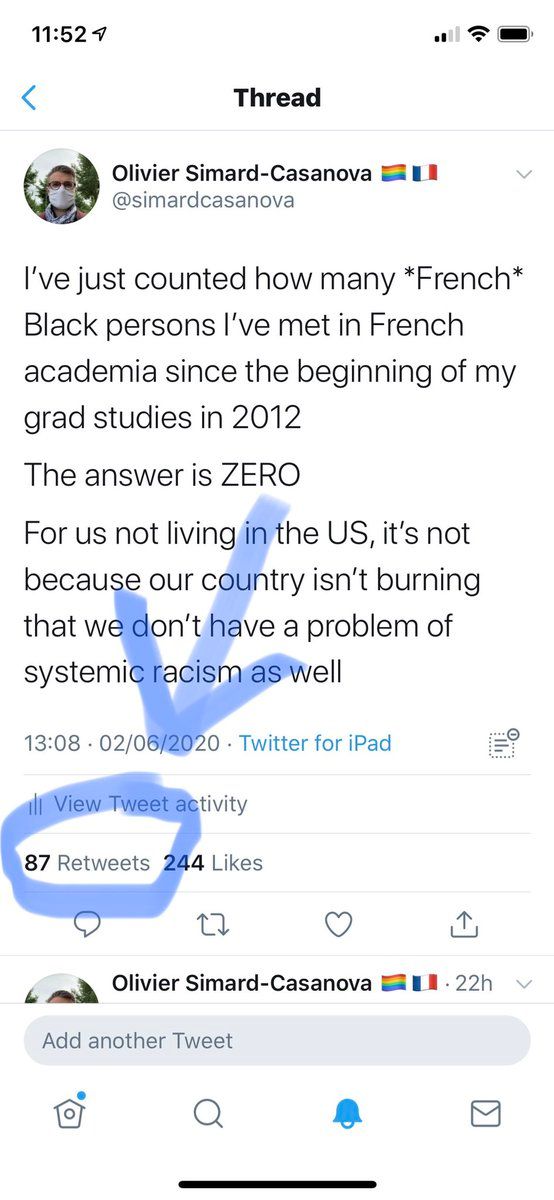 11:52
Thread
Olivier Simard-Casanova 🏳️‍🌈 🇫🇷
@simardcasanova
I’ve just counted how many *French*
Black persons I’ve met in French
academia since the beginning of my
grad studies in 2012
The answer is ZERO
For us not living in the US, it’s not
because our country isn’t burning
that we don’t have a problem of
systemic racism as well
13:08 · 02/06/2020 · Twitter for iPad
View Tweet activity
87 Retweets 244 Likes
Olivier Simard-Casanova 🏳️‍🌈 🇫🇷 · 22h
Add another Tweet